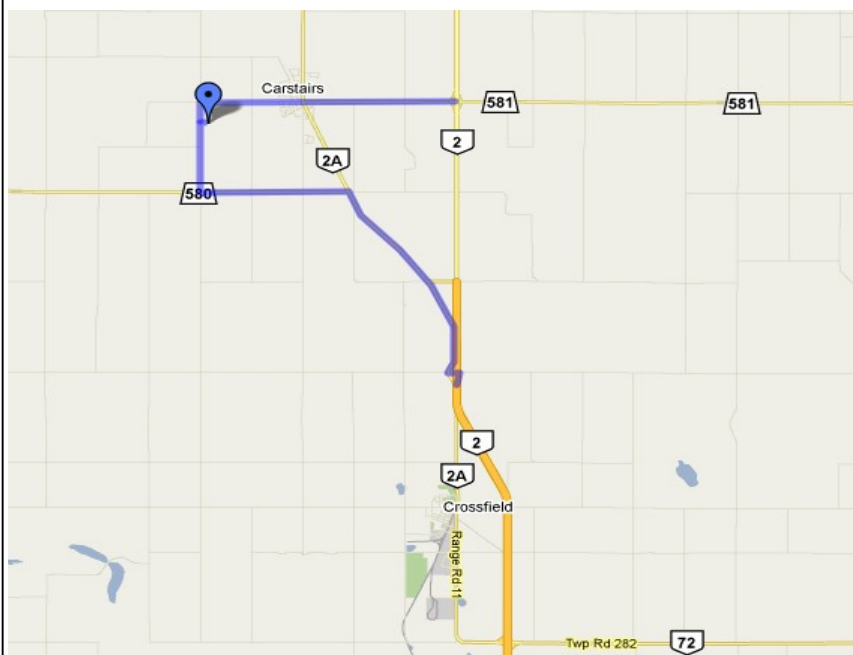 Carstairs
581
581
2
2A
580
2
2A
Crossfield
Range Rd 11
Twp Rd 282
72